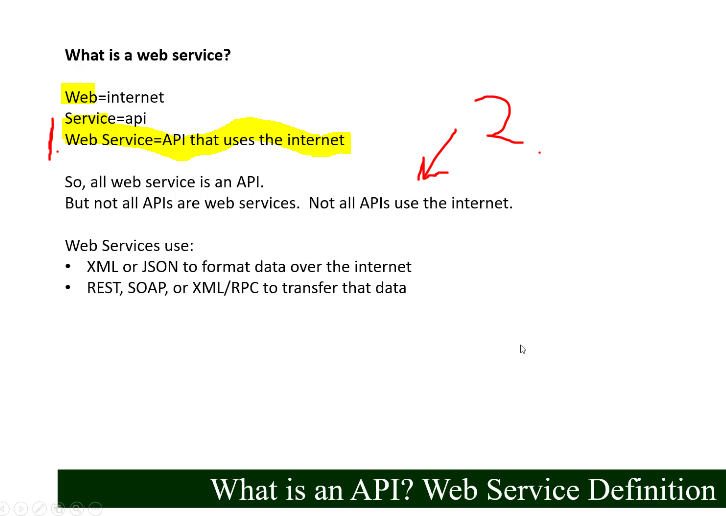 What is a web service?
Web=internet
Service=api
1. Web Service=API that uses the internet
2.
So, all web service is an API.
But not all APIs are web services.  Not all APIs use the internet.
Web Services use:
• XML or JSON to format data over the internet
• REST, SOAP, or XML/RPC to transfer that data
What is an API? Web Service Definition